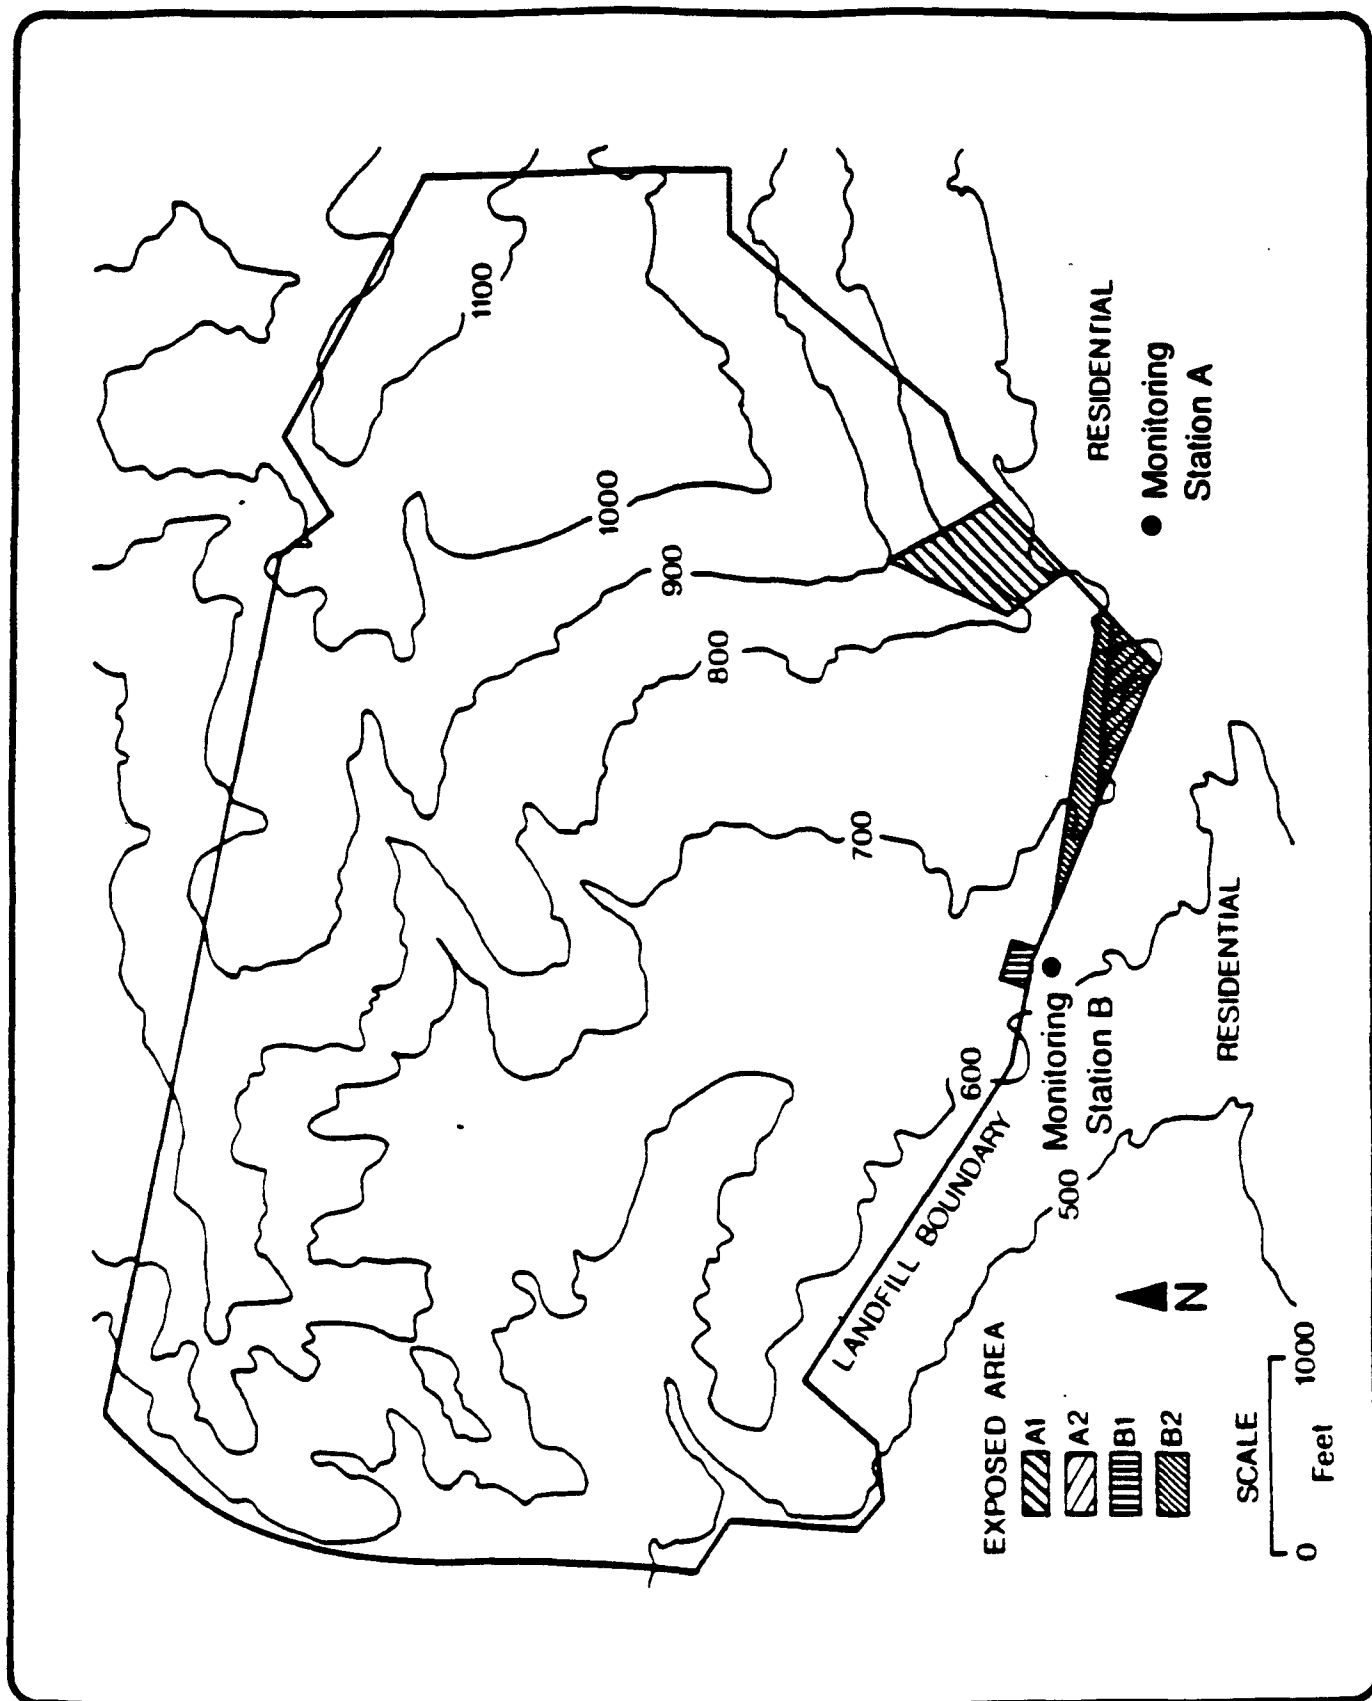 1100
1000
900
800
700
600
500
RESIDENTIAL
Monitoring
Station A
RESIDENTIAL
Monitoring
Station B
LANDFILL BOUNDARY
N
EXPOSED AREA
A1
A2
B1
B2
SCALE
0 1000
Feet